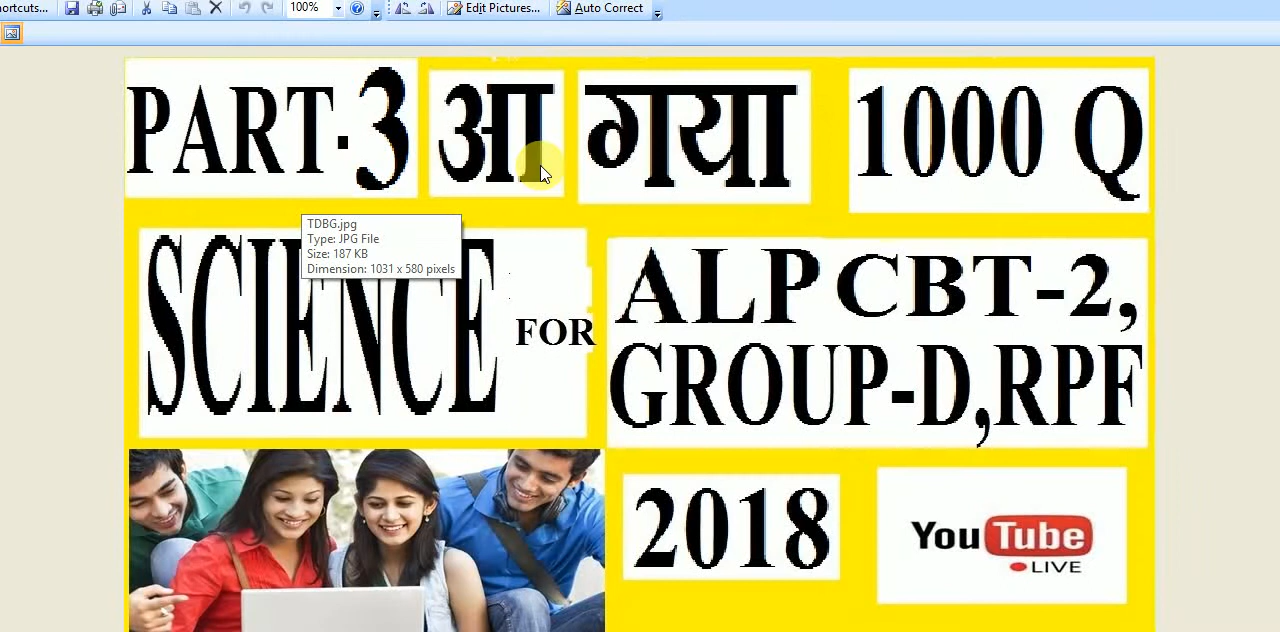 ortcuts...
100%
Edit Pictures...
Auto Correct
PART·3 आ गया 1000 Q
TDBG.jpg
Type: JPG File
Size: 187 KB
Dimension: 1031 x 580 pixels
SCIENCE FOR
ALP CBT-2,
GROUP-D,RPF
2018
YouTube
LIVE